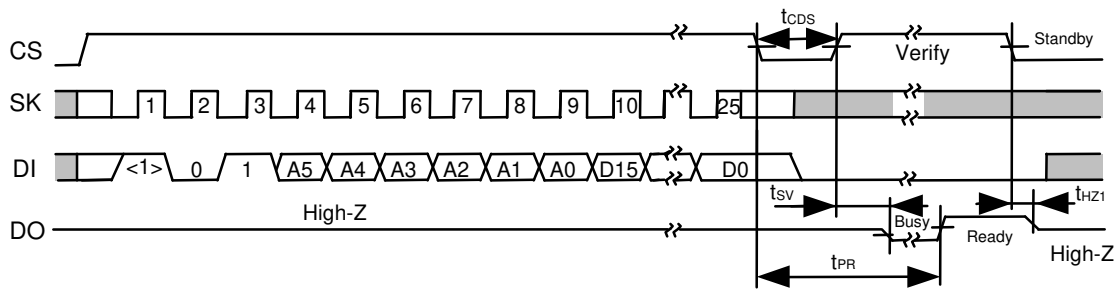 tCDS
CS
Verify
Standby
SK
1 2 3 4 5 6 7 8 9 10 25
DI
<1> 0 1 A5 A4 A3 A2 A1 A0 D15 D0
tSV
tHZ1
High-Z
Busy
DO
Ready
High-Z
tPR